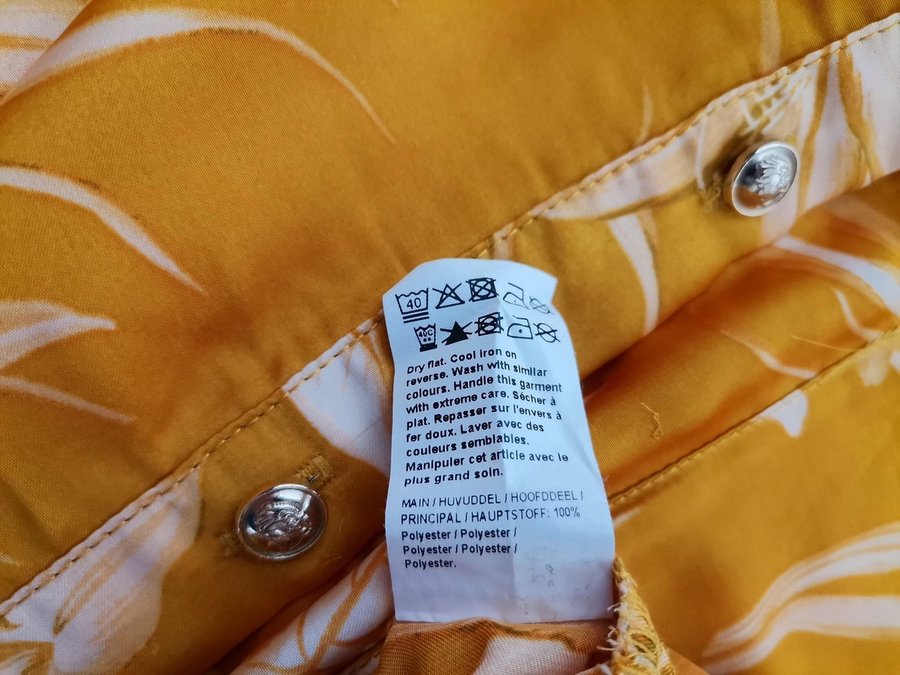 40
40C
Dry flat. Cool iron on
reverse. Wash with similar
colours. Handle this garment
with extreme care. Sécher à
plat. Repasser sur l'envers à
fer doux. Laver avec des
couleurs semblables.
Manipuler cet article avec le
plus grand soin.
MAIN / HUVUDDEL / HOOFDDEEL /
PRINCIPAL / HAUPTSTOFF: 100%
Polyester / Polyester /
Polyester / Polyester /
Polyester.